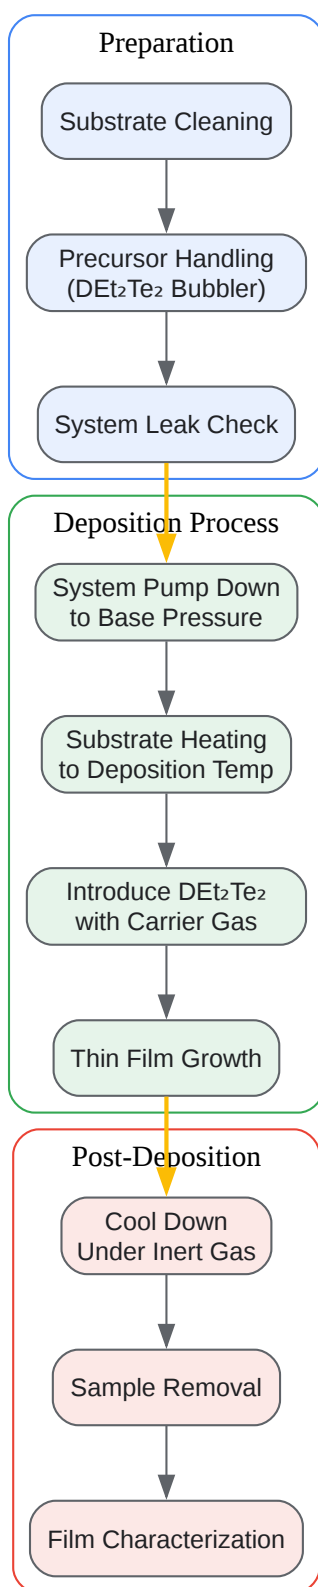 Preparation
Substrate Cleaning
Precursor Handling
(DEt₂Te₂ Bubbler)
System Leak Check
Deposition Process
System Pump Down
to Base Pressure
Substrate Heating
to Deposition Temp
Introduce DEt₂Te₂
with Carrier Gas
Thin Film Growth
Post-Deposition
Cool Down
Under Inert Gas
Sample Removal
Film Characterization